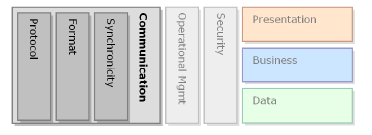 Protocol
Format
Synchronicity
Communication
Operational Mgmt
Security
Presentation
Business
Data